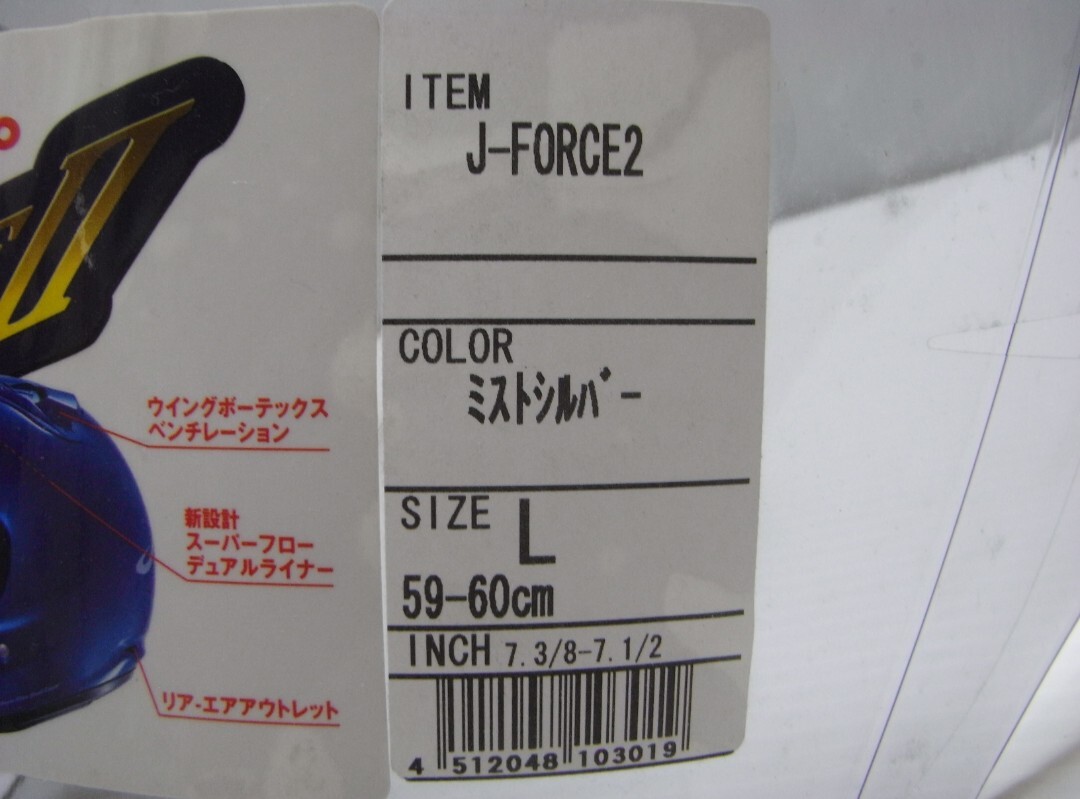 II
ウイングボーテックス
ベンチレーション
新設計
スーパーフロー
デュアルライナー
リア-エアアウトレット
ITEM
J-FORCE2
COLOR
ミストシルバー
SIZE L
59-60cm
INCH 7.3/8-7.1/2
4 512048 103019